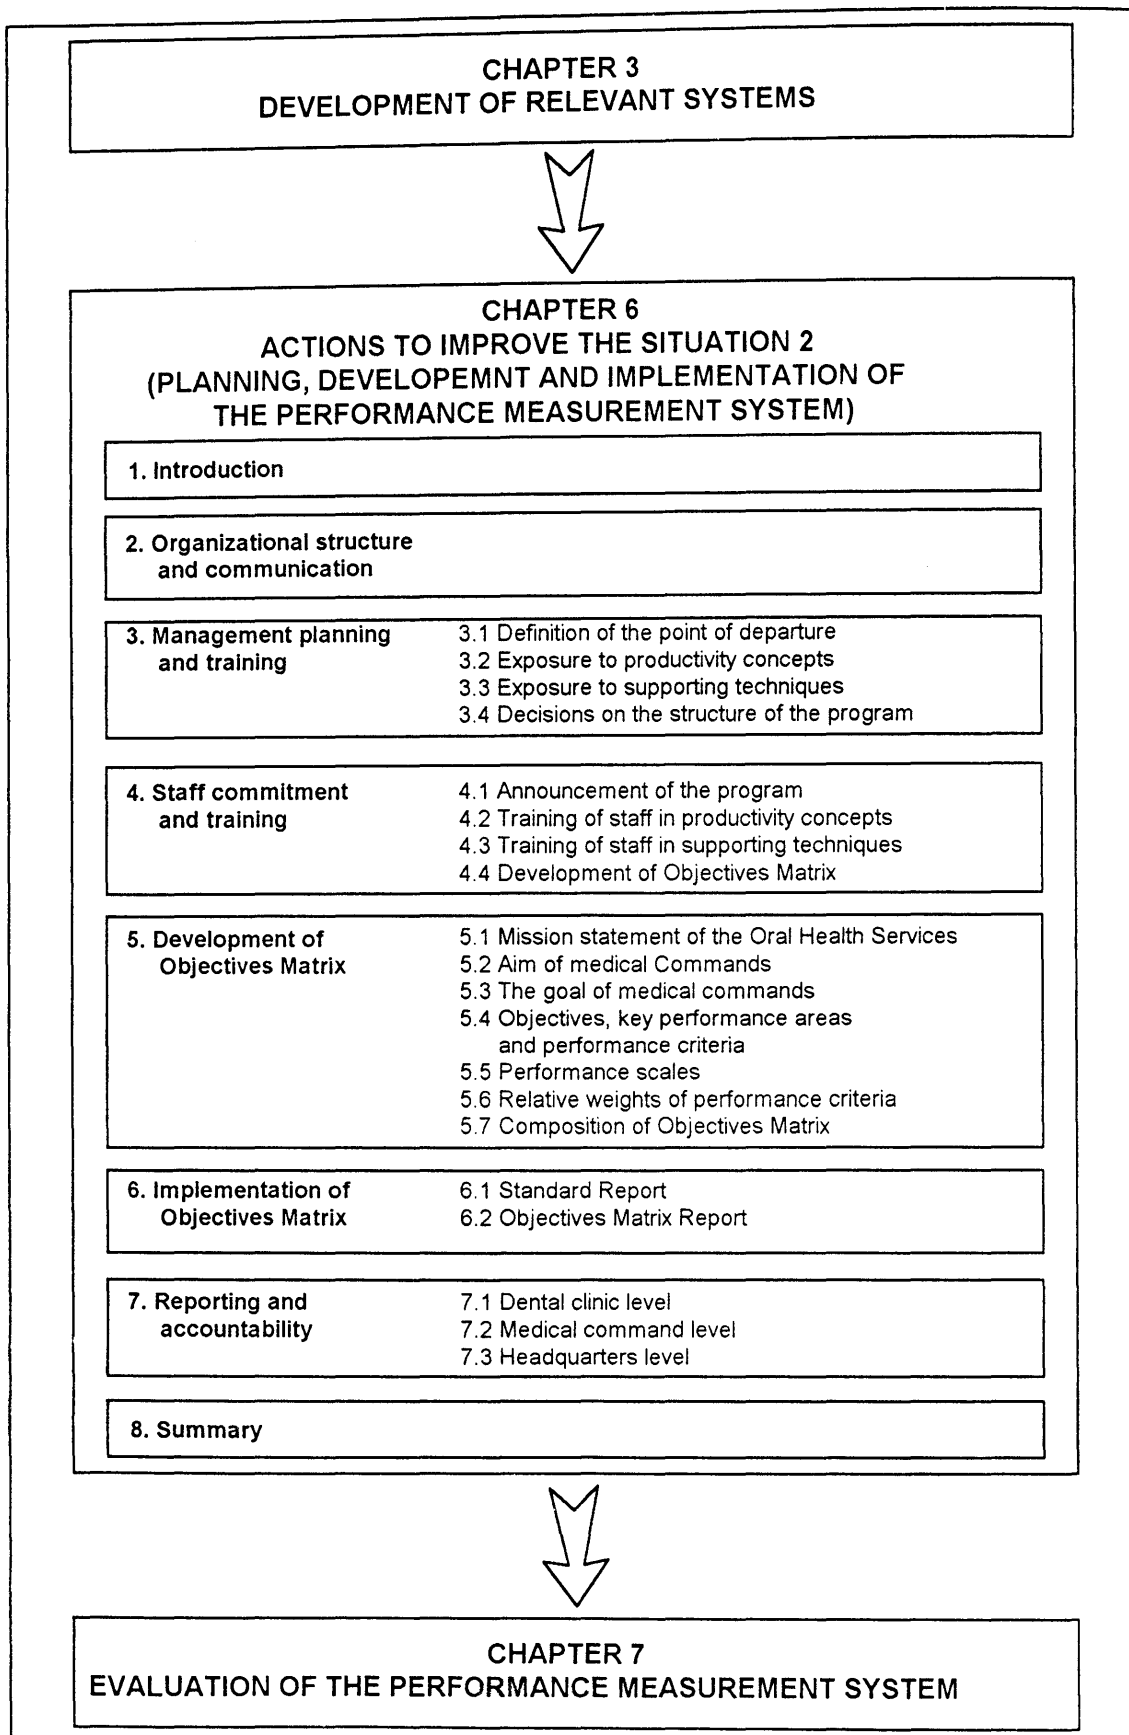 CHAPTER 3
DEVELOPMENT OF RELEVANT SYSTEMS
CHAPTER 6
ACTIONS TO IMPROVE THE SITUATION 2
(PLANNING, DEVELOPEMNT AND IMPLEMENTATION OF
THE PERFORMANCE MEASUREMENT SYSTEM)
1. Introduction
2. Organizational structure
and communication
3. Management planning
and training
3.1 Definition of the point of departure
3.2 Exposure to productivity concepts
3.3 Exposure to supporting techniques
3.4 Decisions on the structure of the program
4. Staff commitment
and training
4.1 Announcement of the program
4.2 Training of staff in productivity concepts
4.3 Training of staff in supporting techniques
4.4 Development of Objectives Matrix
5. Development of
Objectives Matrix
5.1 Mission statement of the Oral Health Services
5.2 Aim of medical Commands
5.3 The goal of medical commands
5.4 Objectives, key performance areas
and performance criteria
5.5 Performance scales
5.6 Relative weights of performance criteria
5.7 Composition of Objectives Matrix
6. Implementation of
Objectives Matrix
6.1 Standard Report
6.2 Objectives Matrix Report
7. Reporting and
accountability
7.1 Dental clinic level
7.2 Medical command level
7.3 Headquarters level
8. Summary
CHAPTER 7
EVALUATION OF THE PERFORMANCE MEASUREMENT SYSTEM